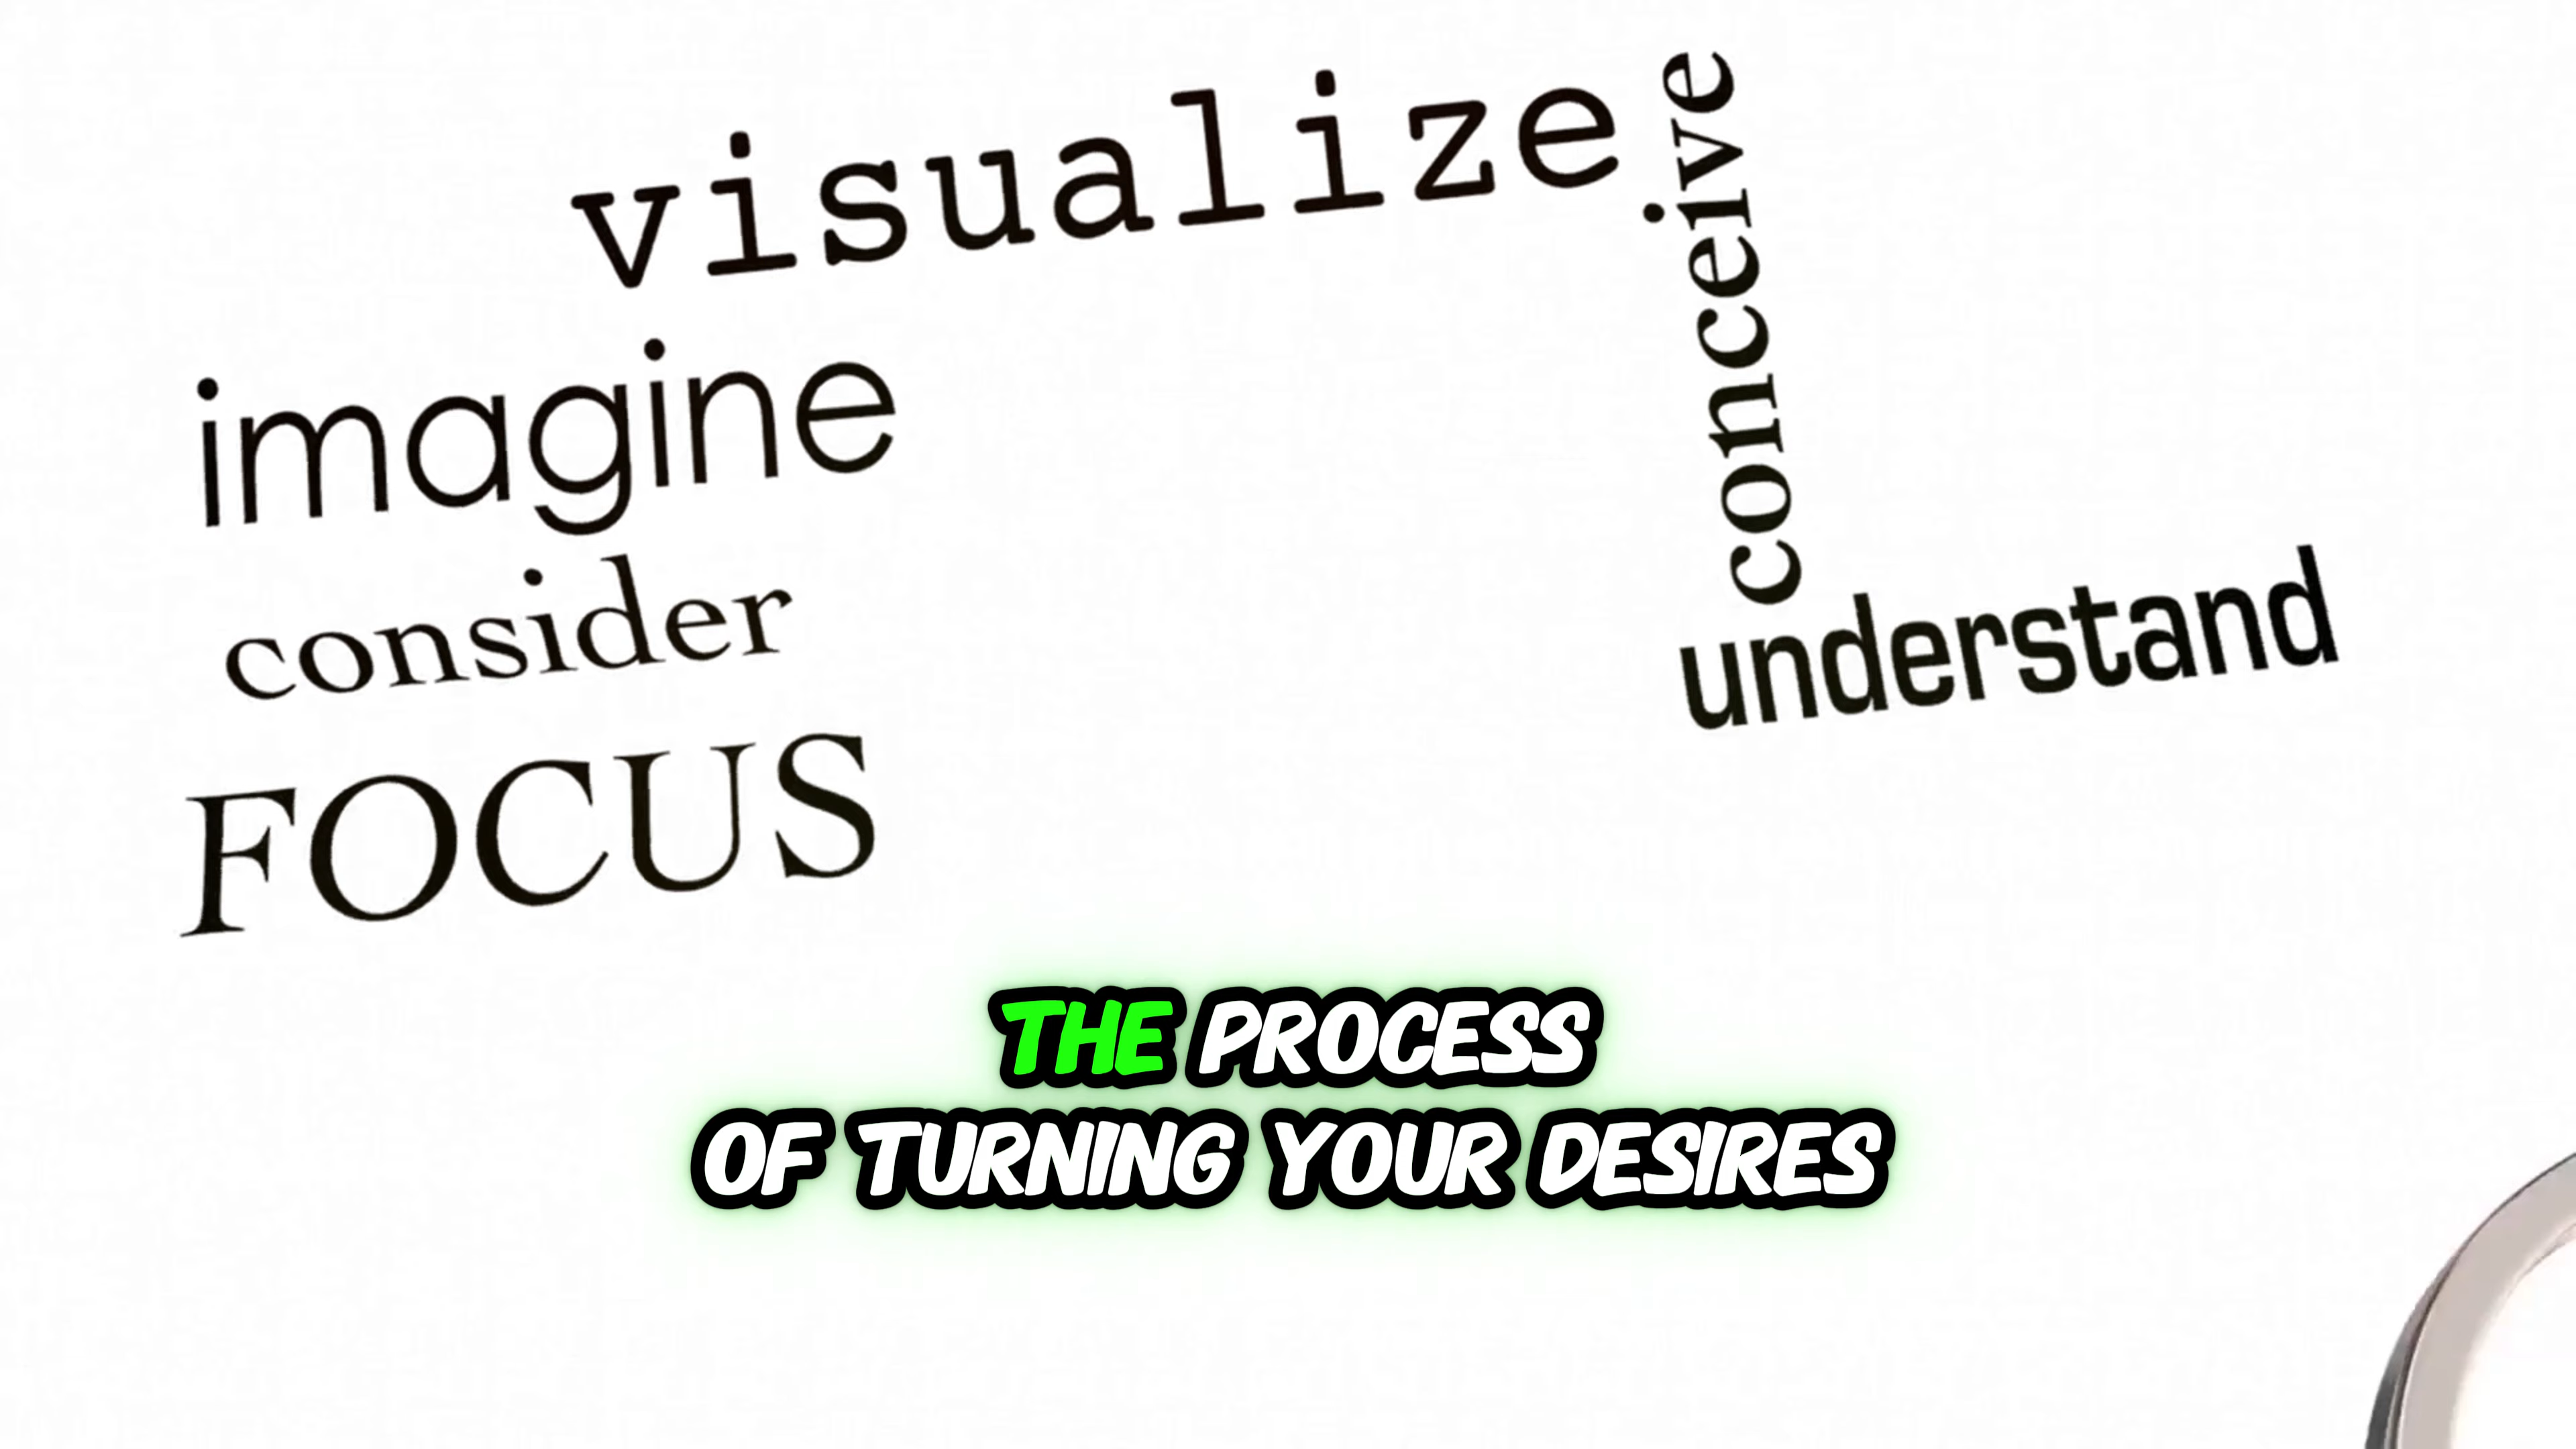 visualize
conceive
imagine
consider
understand
FOCUS
THE PROCESS
OF TURNING YOUR DESIRES